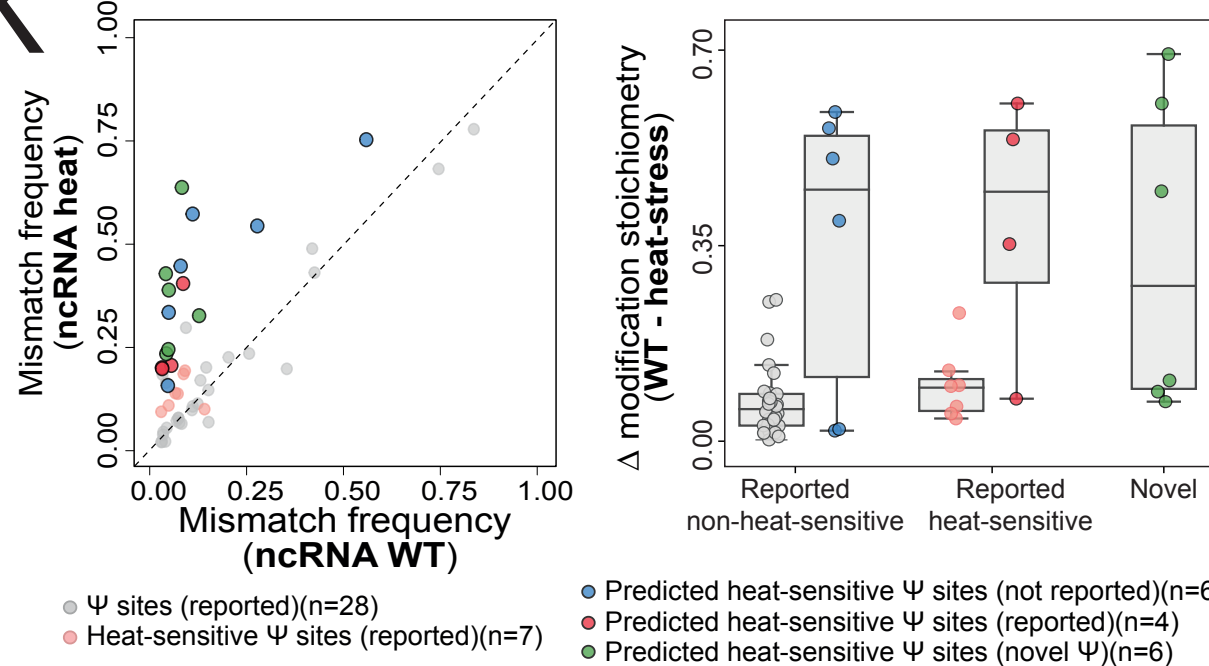 Mismatch frequency
(ncRNA heat)
1.00
0.75
0.50
0.25
0.00
0.00 0.25 0.50 0.75 1.00
Mismatch frequency
(ncRNA WT)
Δ modification stoichiometry
(WT - heat-stress)
0.70
0.35
0.00
Reported
non-heat-sensitive
Reported
heat-sensitive
Novel
Ψ sites (reported)(n=28)
Heat-sensitive Ψ sites (reported)(n=7)
Predicted heat-sensitive Ψ sites (not reported)(n=6
Predicted heat-sensitive Ψ sites (reported)(n=4)
Predicted heat-sensitive Ψ sites (novel Ψ)(n=6)